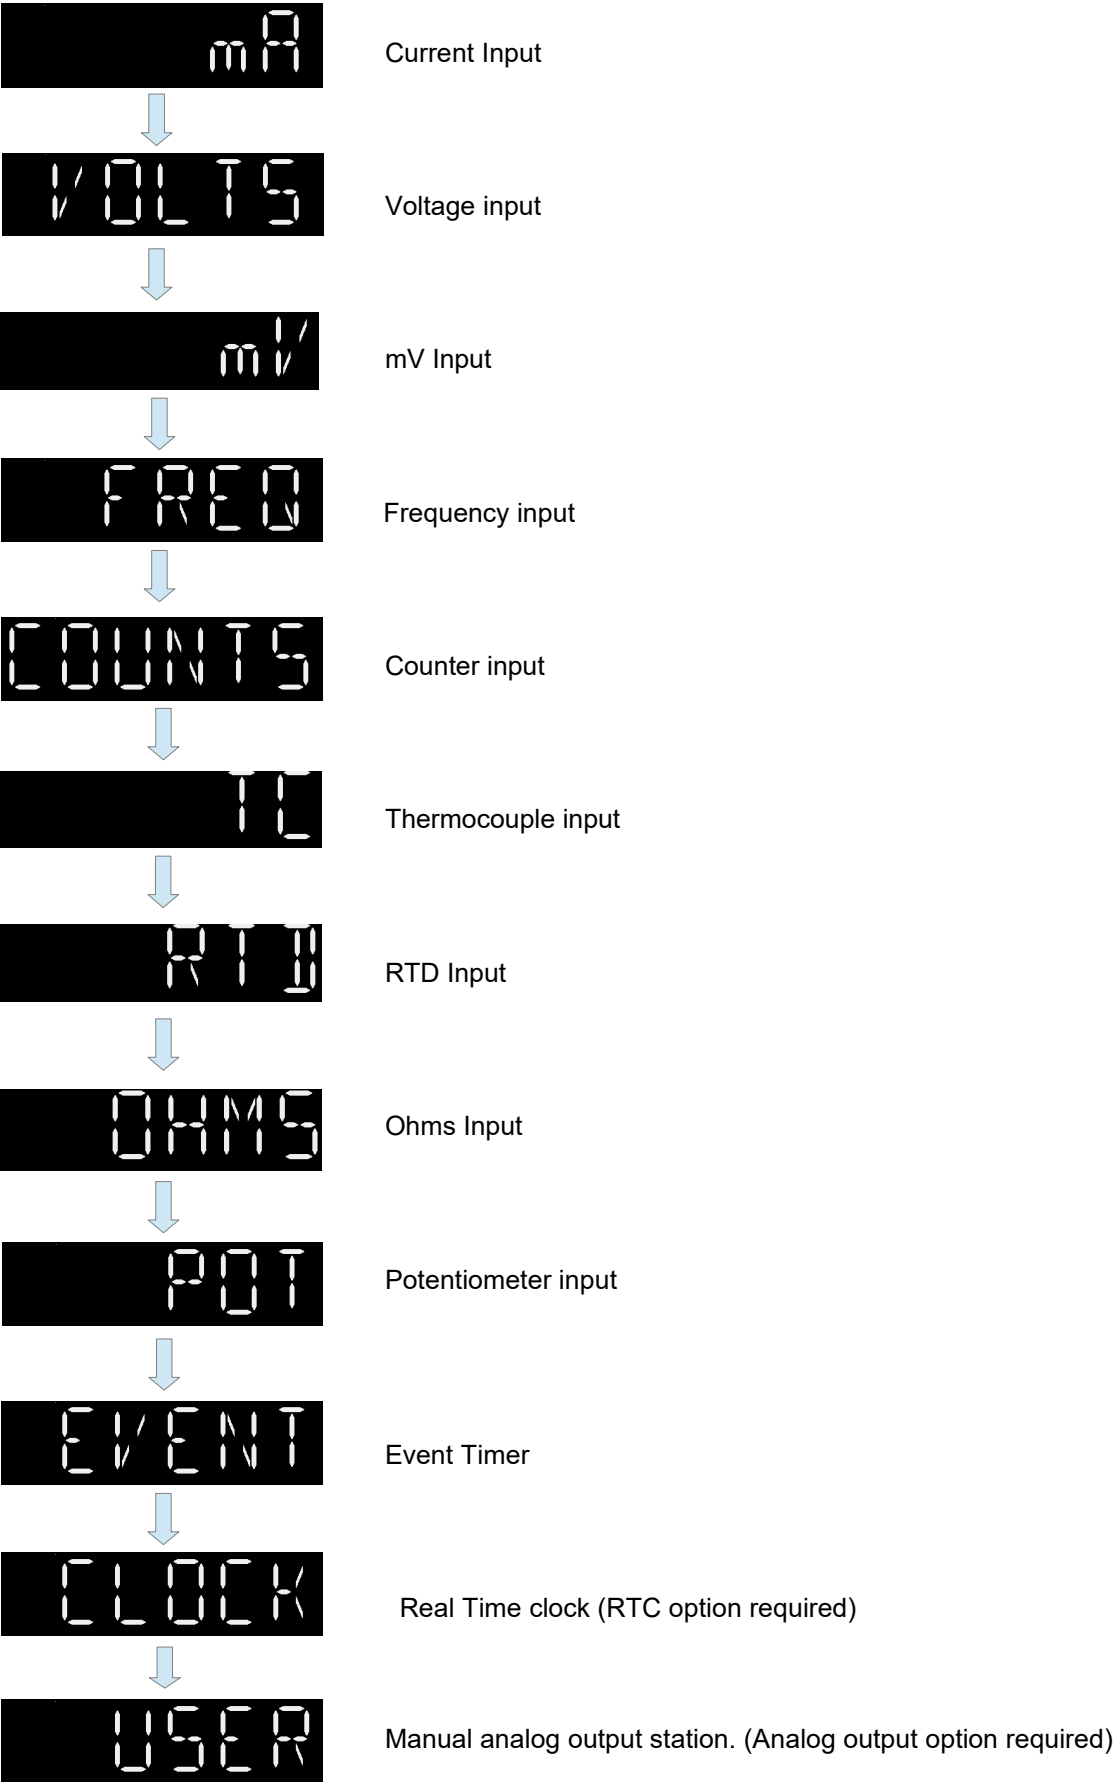 mA
Current Input
VOLTS
Voltage input
mV
mV Input
FREQ
Frequency input
COUNTS
Counter input
TC
Thermocouple input
RTD
RTD Input
OHMS
Ohms Input
POT
Potentiometer input
EVENT
Event Timer
CLOCK
Real Time clock (RTC option required)
USER
Manual analog output station. (Analog output option required)